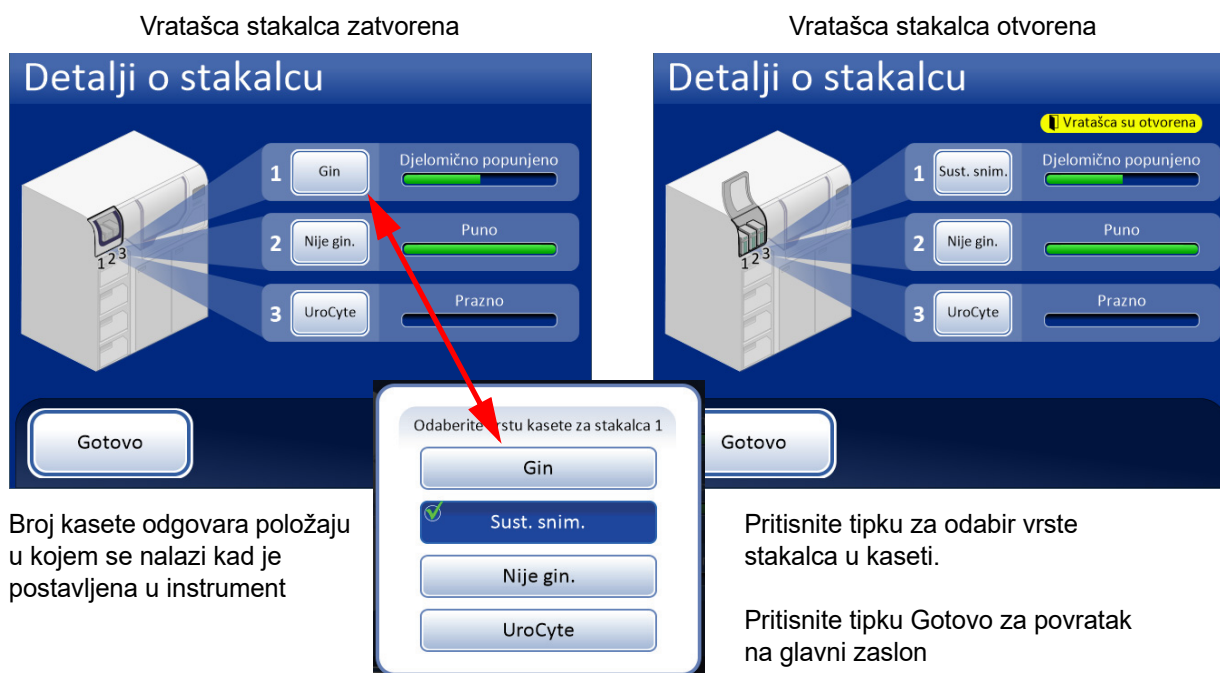 Vratašca stakalca zatvorena
Detalji o stakalcu
1
Gin
Djelomično popunjeno
2
Nije gin.
Puno
3
UroCyte
Prazno
1 2 3
Gotovo
Broj kasete odgovara položaju
u kojem se nalazi kad je
postavljena u instrument
Odaberite vrstu kasete za stakalca 1
Gin
Sust. snim.
Nije gin.
UroCyte
Vratašca stakalca otvorena
Detalji o stakalcu
Vratašca su otvorena
1
Sust. snim.
Djelomično popunjeno
2
Nije gin.
Puno
3
UroCyte
Prazno
1 2 3
Gotovo
Pritisnite tipku za odabir vrste
stakalca u kaseti.
Pritisnite tipku Gotovo za povratak
na glavni zaslon